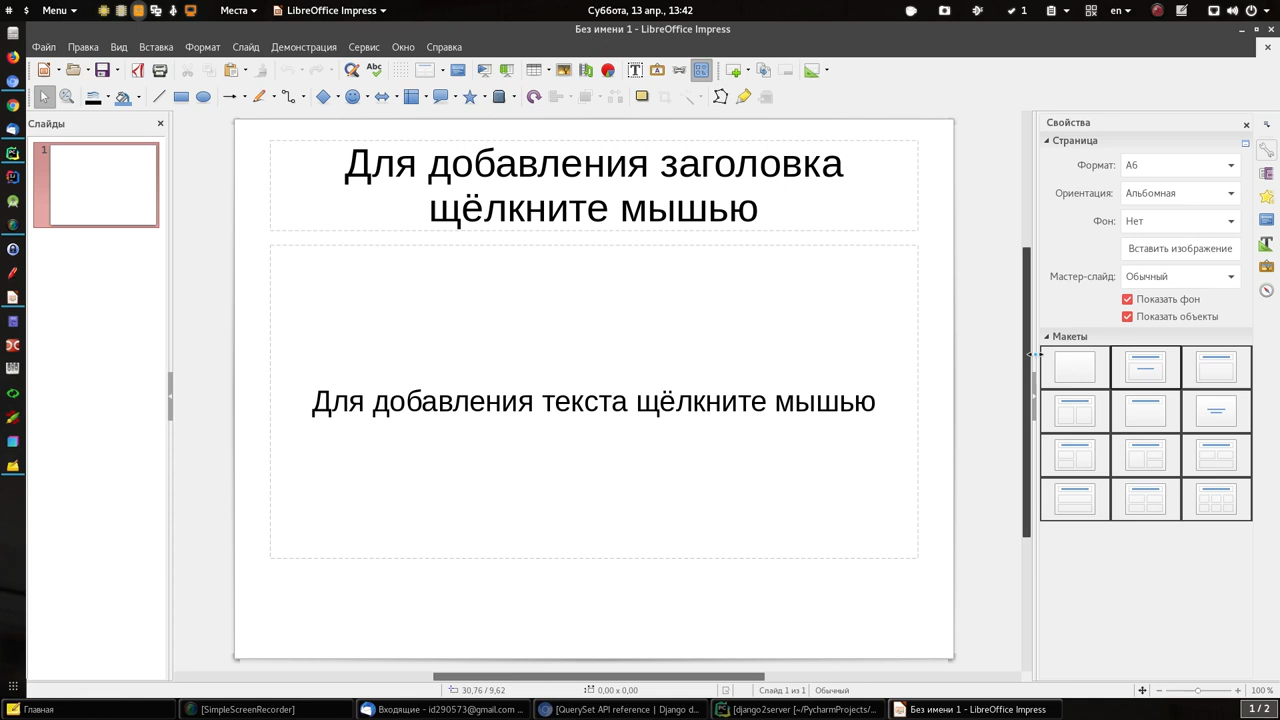 # $ Menu Места LibreOffice Impress Суббота, 13 апр., 13:42 1 en
Без имени 1 - LibreOffice Impress
Файл Правка Вид Вставка Формат Слайд Демонстрация Сервис Окно Справка
Слайды
1
Для добавления заголовка
щёлкните мышью
Для добавления текста щёлкните мышью
Свойства
Страница
Формат: A6
Ориентация: Альбомная
Фон: Нет
Вставить изображение
Мастер-слайд: Обычный
Показать фон
Показать объекты
Макеты
30,76 / 9,62 0,00 x 0,00 Слайд 1 из 1 Обычный 100 %
Главная [SimpleScreenRecorder] Входящие - id290573@gmail.com ... [QuerySet API reference | Django d... [django2server [~/PycharmProjects/... Без имени 1 - LibreOffice Impress 1 / 2